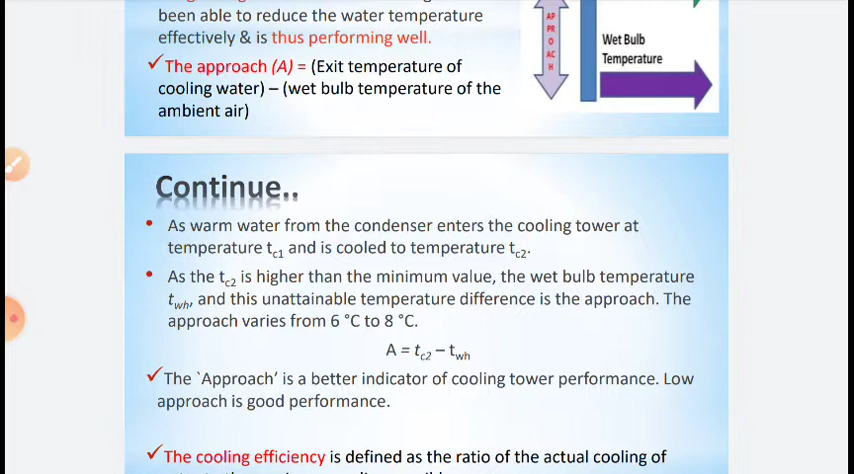 been able to reduce the water temperature
effectively & is thus performing well.
✓The approach (A) = (Exit temperature of
cooling water) – (wet bulb temperature of the
ambient air)
AP
PR
O
AC
H
Wet Bulb
Temperature
Continue..
• As warm water from the condenser enters the cooling tower at
temperature tc1 and is cooled to temperature tc2.
• As the tc2 is higher than the minimum value, the wet bulb temperature
twh, and this unattainable temperature difference is the approach. The
approach varies from 6 °C to 8 °C.
A = tc2 – twh
✓The `Approach' is a better indicator of cooling tower performance. Low
approach is good performance.
✓The cooling efficiency is defined as the ratio of the actual cooling of